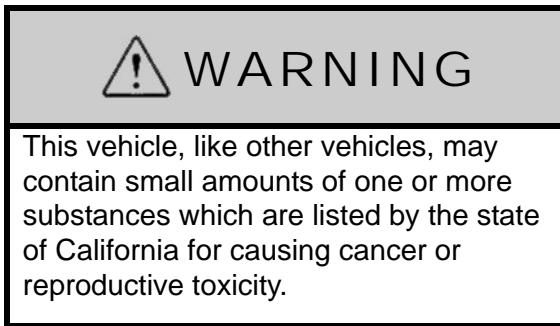 WARNING
This vehicle, like other vehicles, may
contain small amounts of one or more
substances which are listed by the state
of California for causing cancer or
reproductive toxicity.